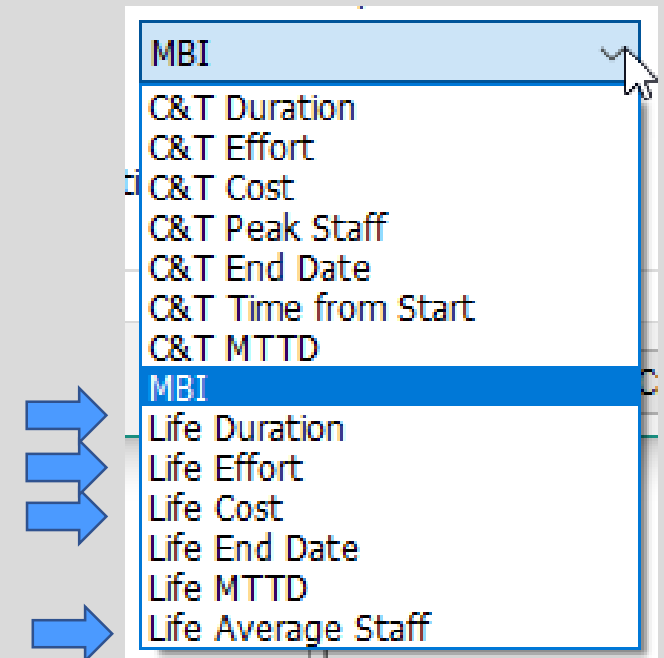 MBI
C&T Duration
C&T Effort
C&T Cost
C&T Peak Staff
C&T End Date
C&T Time from Start
C&T MTTD
MBI
Life Duration
Life Effort
Life Cost
Life End Date
Life MTTD
Life Average Staff